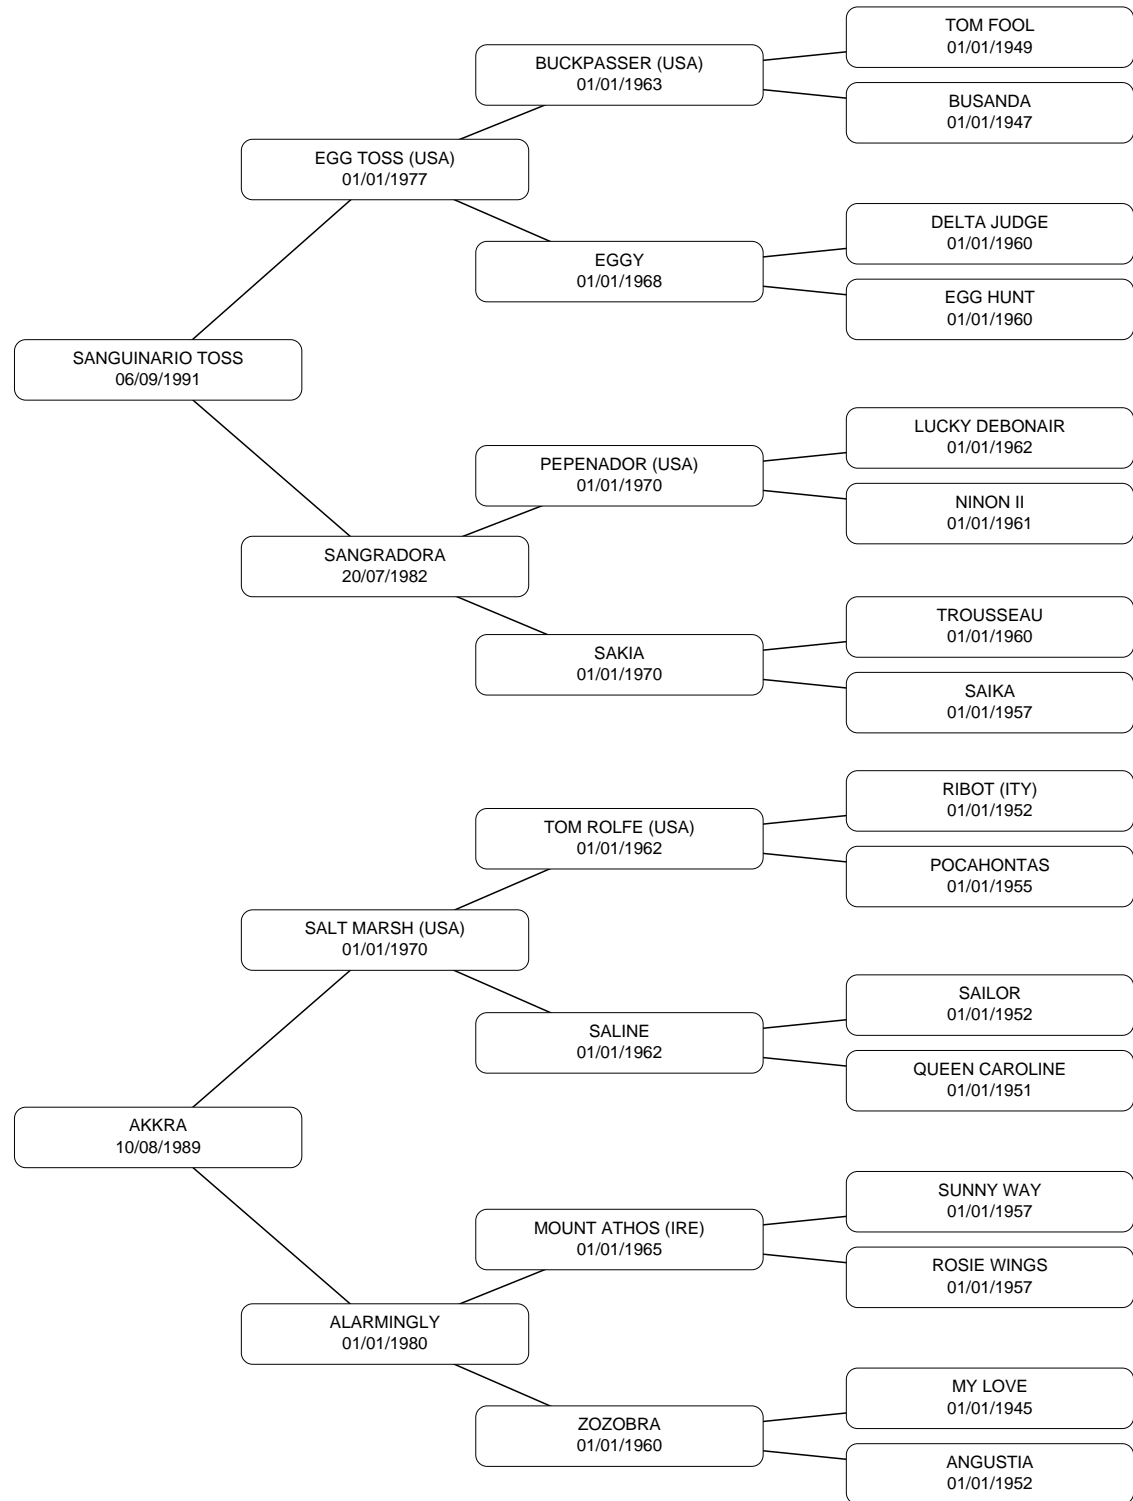 TOM FOOL
01/01/1949
BUCKPASSER (USA)
01/01/1963
BUSANDA
01/01/1947
EGG TOSS (USA)
01/01/1977
DELTA JUDGE
01/01/1960
EGGY
01/01/1968
EGG HUNT
01/01/1960
SANGUINARIO TOSS
06/09/1991
LUCKY DEBONAIR
01/01/1962
PEPENADOR (USA)
01/01/1970
NINON II
01/01/1961
SANGRADORA
20/07/1982
TROUSSEAU
01/01/1960
SAKIA
01/01/1970
SAIKA
01/01/1957
RIBOT (ITY)
01/01/1952
TOM ROLFE (USA)
01/01/1962
POCAHONTAS
01/01/1955
SALT MARSH (USA)
01/01/1970
SAILOR
01/01/1952
SALINE
01/01/1962
QUEEN CAROLINE
01/01/1951
AKKRA
10/08/1989
SUNNY WAY
01/01/1957
MOUNT ATHOS (IRE)
01/01/1965
ROSIE WINGS
01/01/1957
ALARMINGLY
01/01/1980
MY LOVE
01/01/1945
ZOZOBRA
01/01/1960
ANGUSTIA
01/01/1952